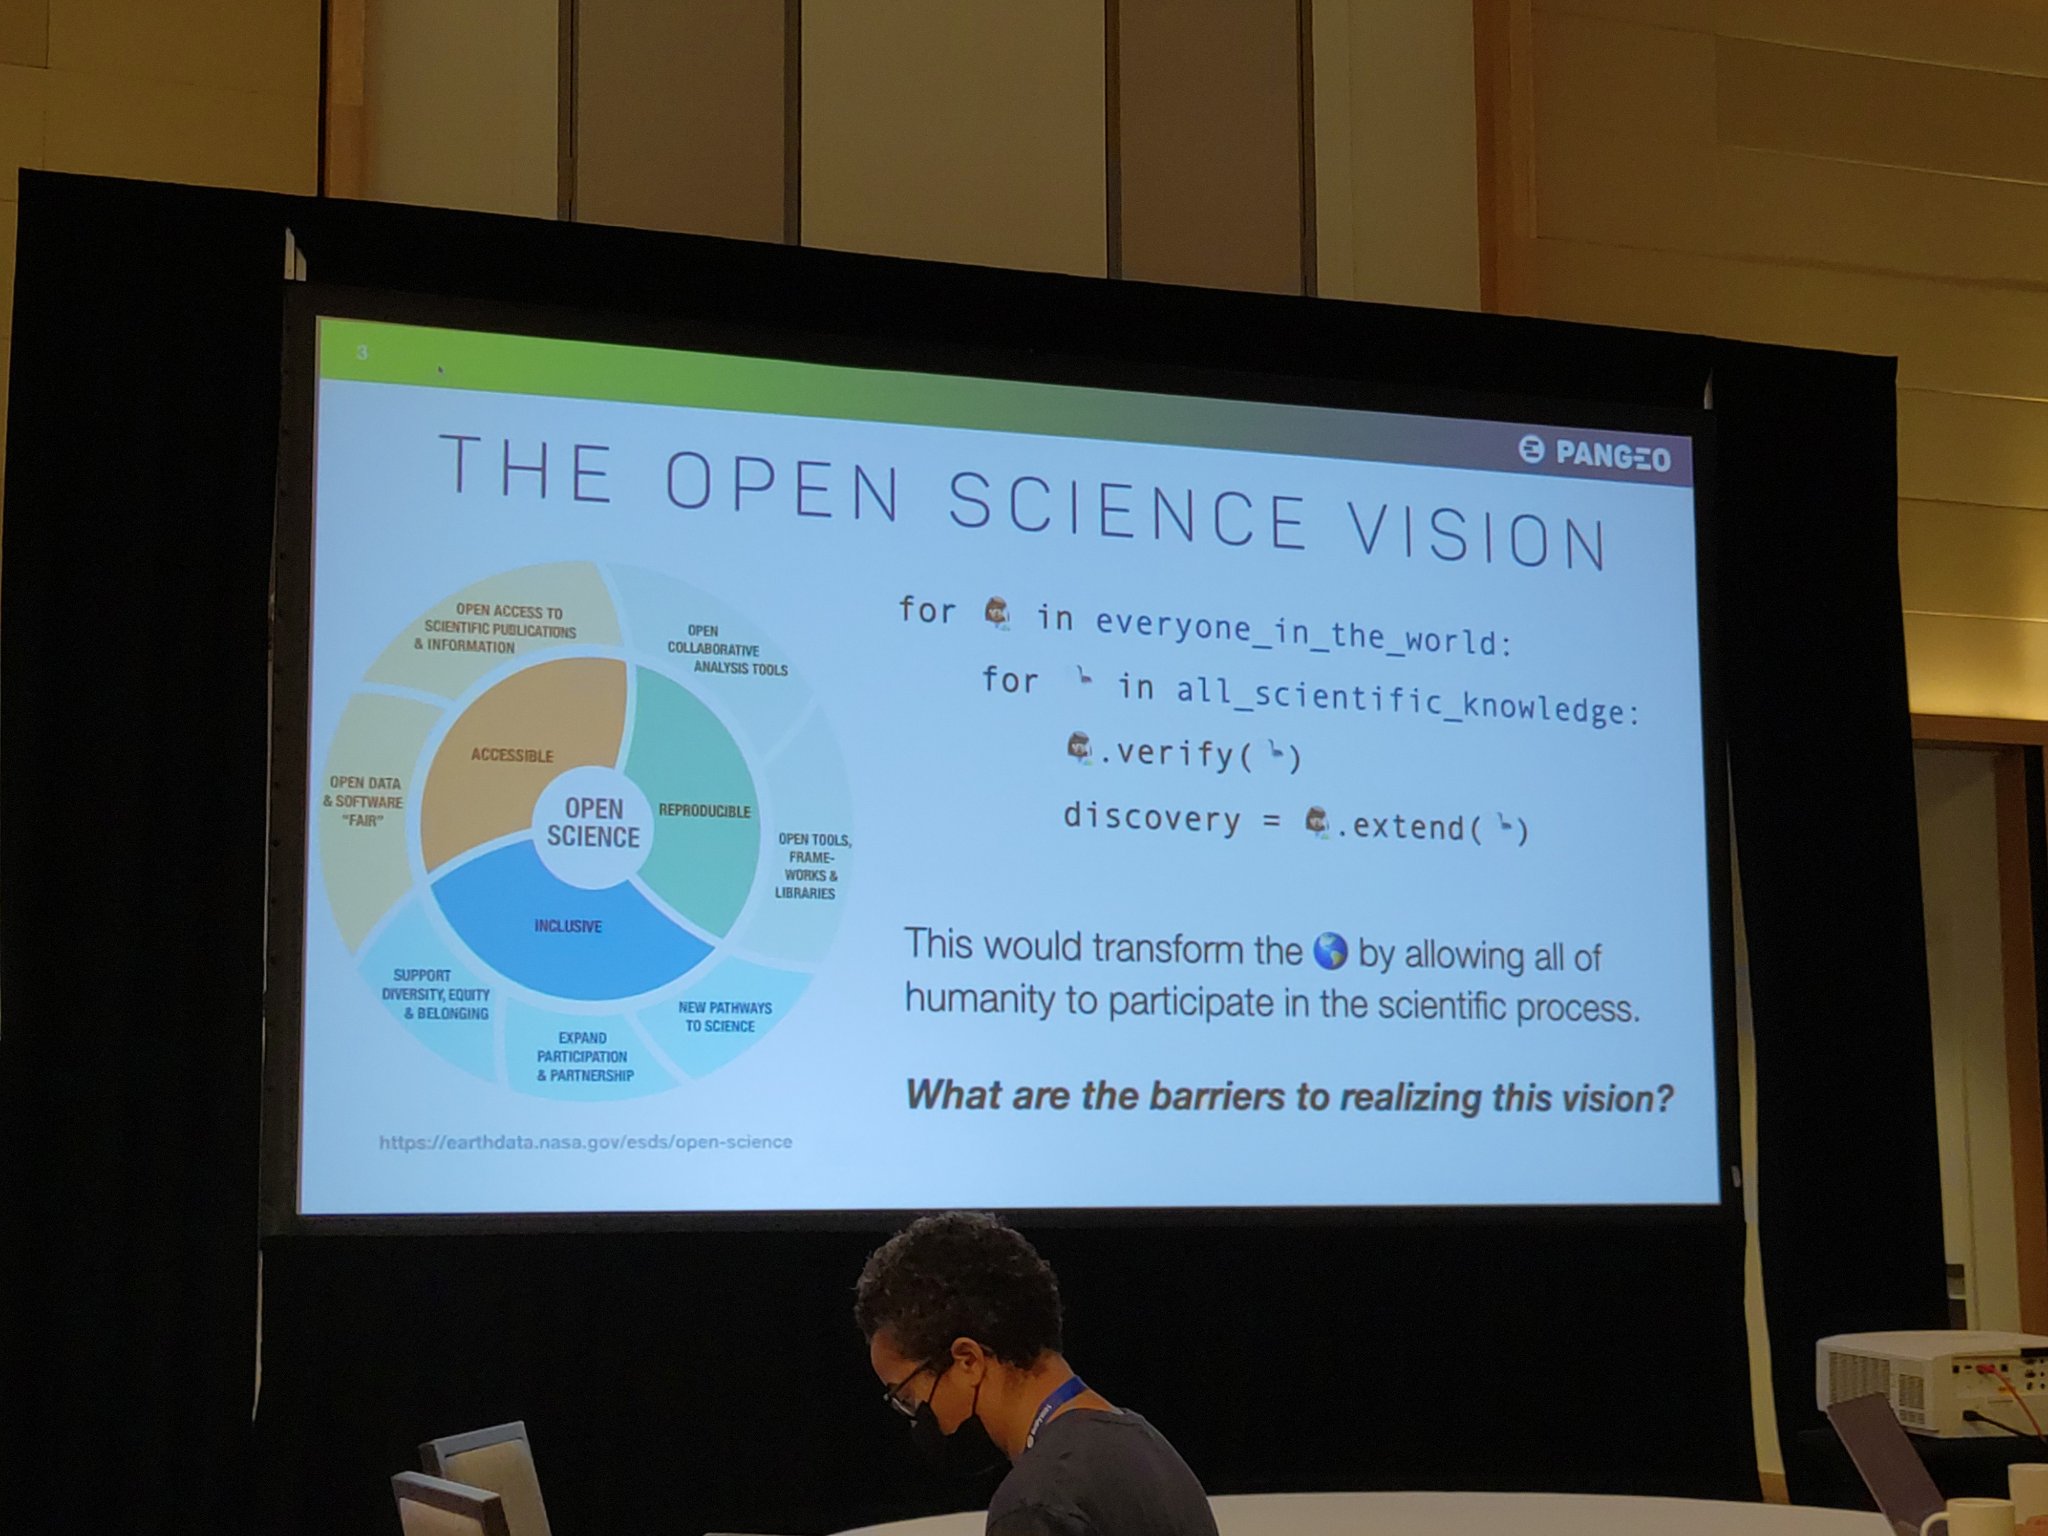 3
PANGEO
THE OPEN SCIENCE VISION
OPEN ACCESS TO
SCIENTIFIC PUBLICATIONS
& INFORMATION
OPEN
COLLABORATIVE
ANALYSIS TOOLS
OPEN DATA
& SOFTWARE
"FAIR"
ACCESSIBLE
OPEN
SCIENCE
REPRODUCIBLE
OPEN TOOLS,
FRAME-
WORKS &
LIBRARIES
INCLUSIVE
SUPPORT
DIVERSITY, EQUITY
& BELONGING
EXPAND
PARTICIPATION
& PARTNERSHIP
NEW PATHWAYS
TO SCIENCE
https://earthdata.nasa.gov/esds/open-science
for in everyone_in_the_world:
for in all_scientific_knowledge:
.verify( )
discovery = .extend( )
This would transform the 🌎 by allowing all of
humanity to participate in the scientific process.
What are the barriers to realizing this vision?